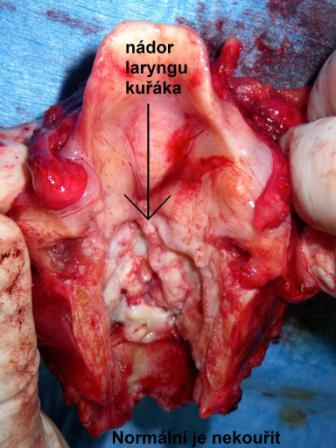 nádor
laryngu
kuřáka
Normální je nekouřit